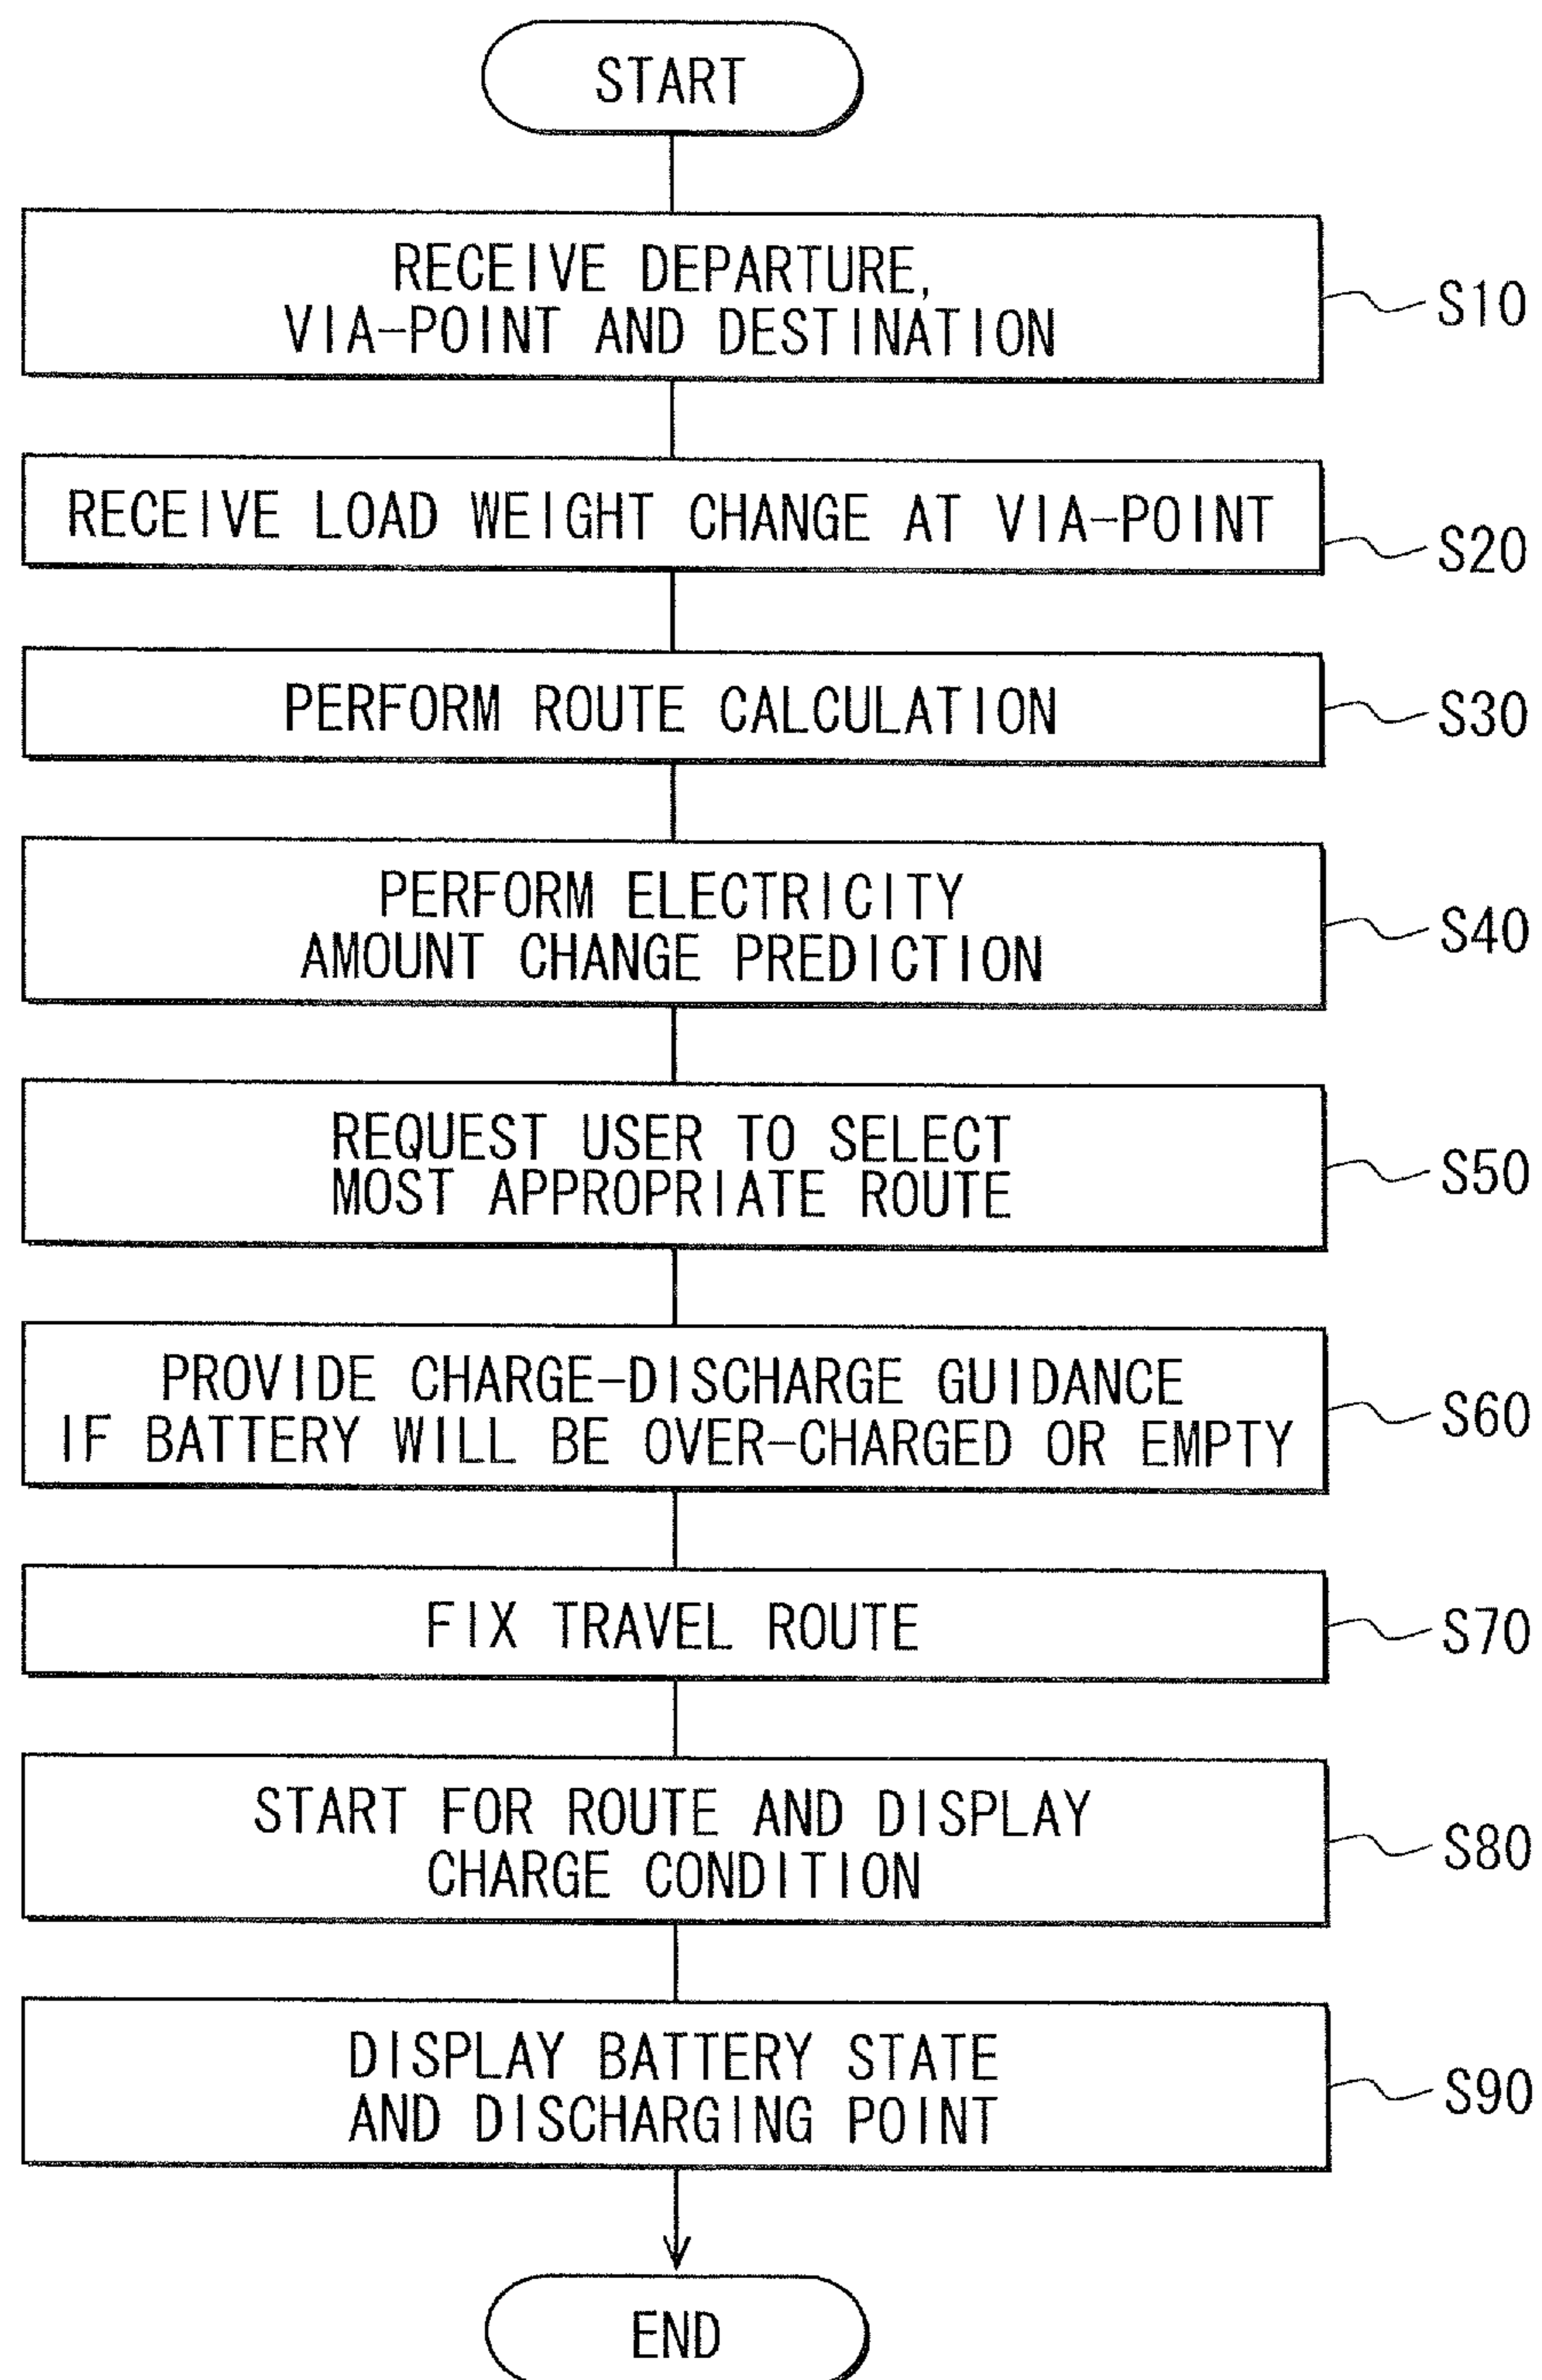 START
RECEIVE DEPARTURE,
VIA-POINT AND DESTINATION
S10
RECEIVE LOAD WEIGHT CHANGE AT VIA-POINT
S20
PERFORM ROUTE CALCULATION
S30
PERFORM ELECTRICITY
AMOUNT CHANGE PREDICTION
S40
REQUEST USER TO SELECT
MOST APPROPRIATE ROUTE
S50
PROVIDE CHARGE-DISCHARGE GUIDANCE
IF BATTERY WILL BE OVER-CHARGED OR EMPTY
S60
FIX TRAVEL ROUTE
S70
START FOR ROUTE AND DISPLAY
CHARGE CONDITION
S80
DISPLAY BATTERY STATE
AND DISCHARGING POINT
S90
END